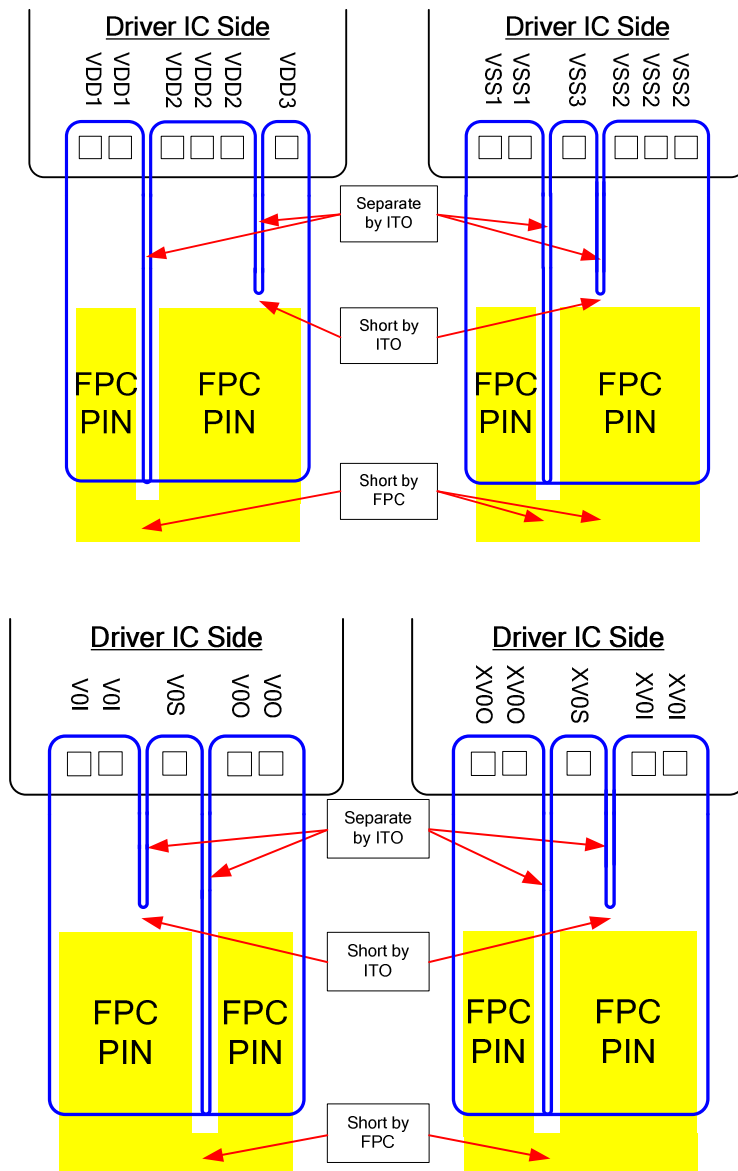 Driver IC Side
VDD1
VDD1
VDD2
VDD2
VDD2
VDD3
Driver IC Side
VSS1
VSS1
VSS3
VSS2
VSS2
VSS2
Separate
by ITO
Short by
ITO
FPC
PIN
FPC
PIN
FPC
PIN
FPC
PIN
Short by
FPC
Driver IC Side
V0I
V0I
V0S
V0O
V0O
Driver IC Side
XV0O
XV0O
XV0S
XV0I
XV0I
Separate
by ITO
Short by
ITO
FPC
PIN
FPC
PIN
FPC
PIN
FPC
PIN
Short by
FPC